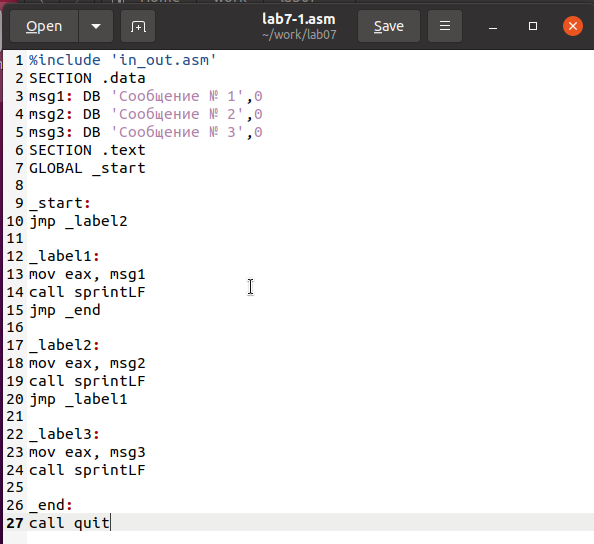 Open
lab7-1.asm
~/work/lab07
Save
1 %include 'in_out.asm'
2 SECTION .data
3 msg1: DB 'Сообщение № 1',0
4 msg2: DB 'Сообщение № 2',0
5 msg3: DB 'Сообщение № 3',0
6 SECTION .text
7 GLOBAL _start
8
9 _start:
10 jmp _label2
11
12 _label1:
13 mov eax, msg1
14 call sprintLF
15 jmp _end
16
17 _label2:
18 mov eax, msg2
19 call sprintLF
20 jmp _label1
21
22 _label3:
23 mov eax, msg3
24 call sprintLF
25
26 _end:
27 call quit